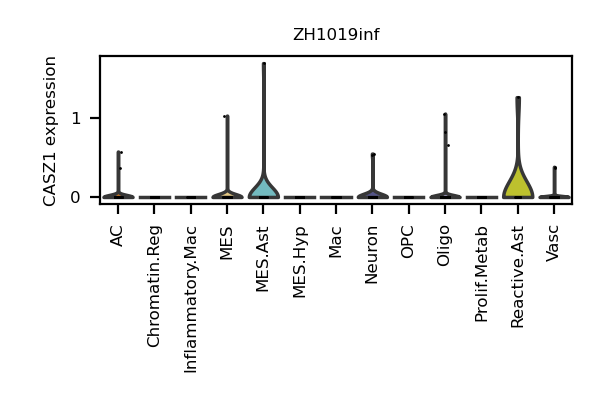 ZH1019inf
CASZ1 expression
1
0
AC
Chromatin.Reg
Inflammatory.Mac
MES
MES.Ast
MES.Hyp
Mac
Neuron
OPC
Oligo
Prolif.Metab
Reactive.Ast
Vasc